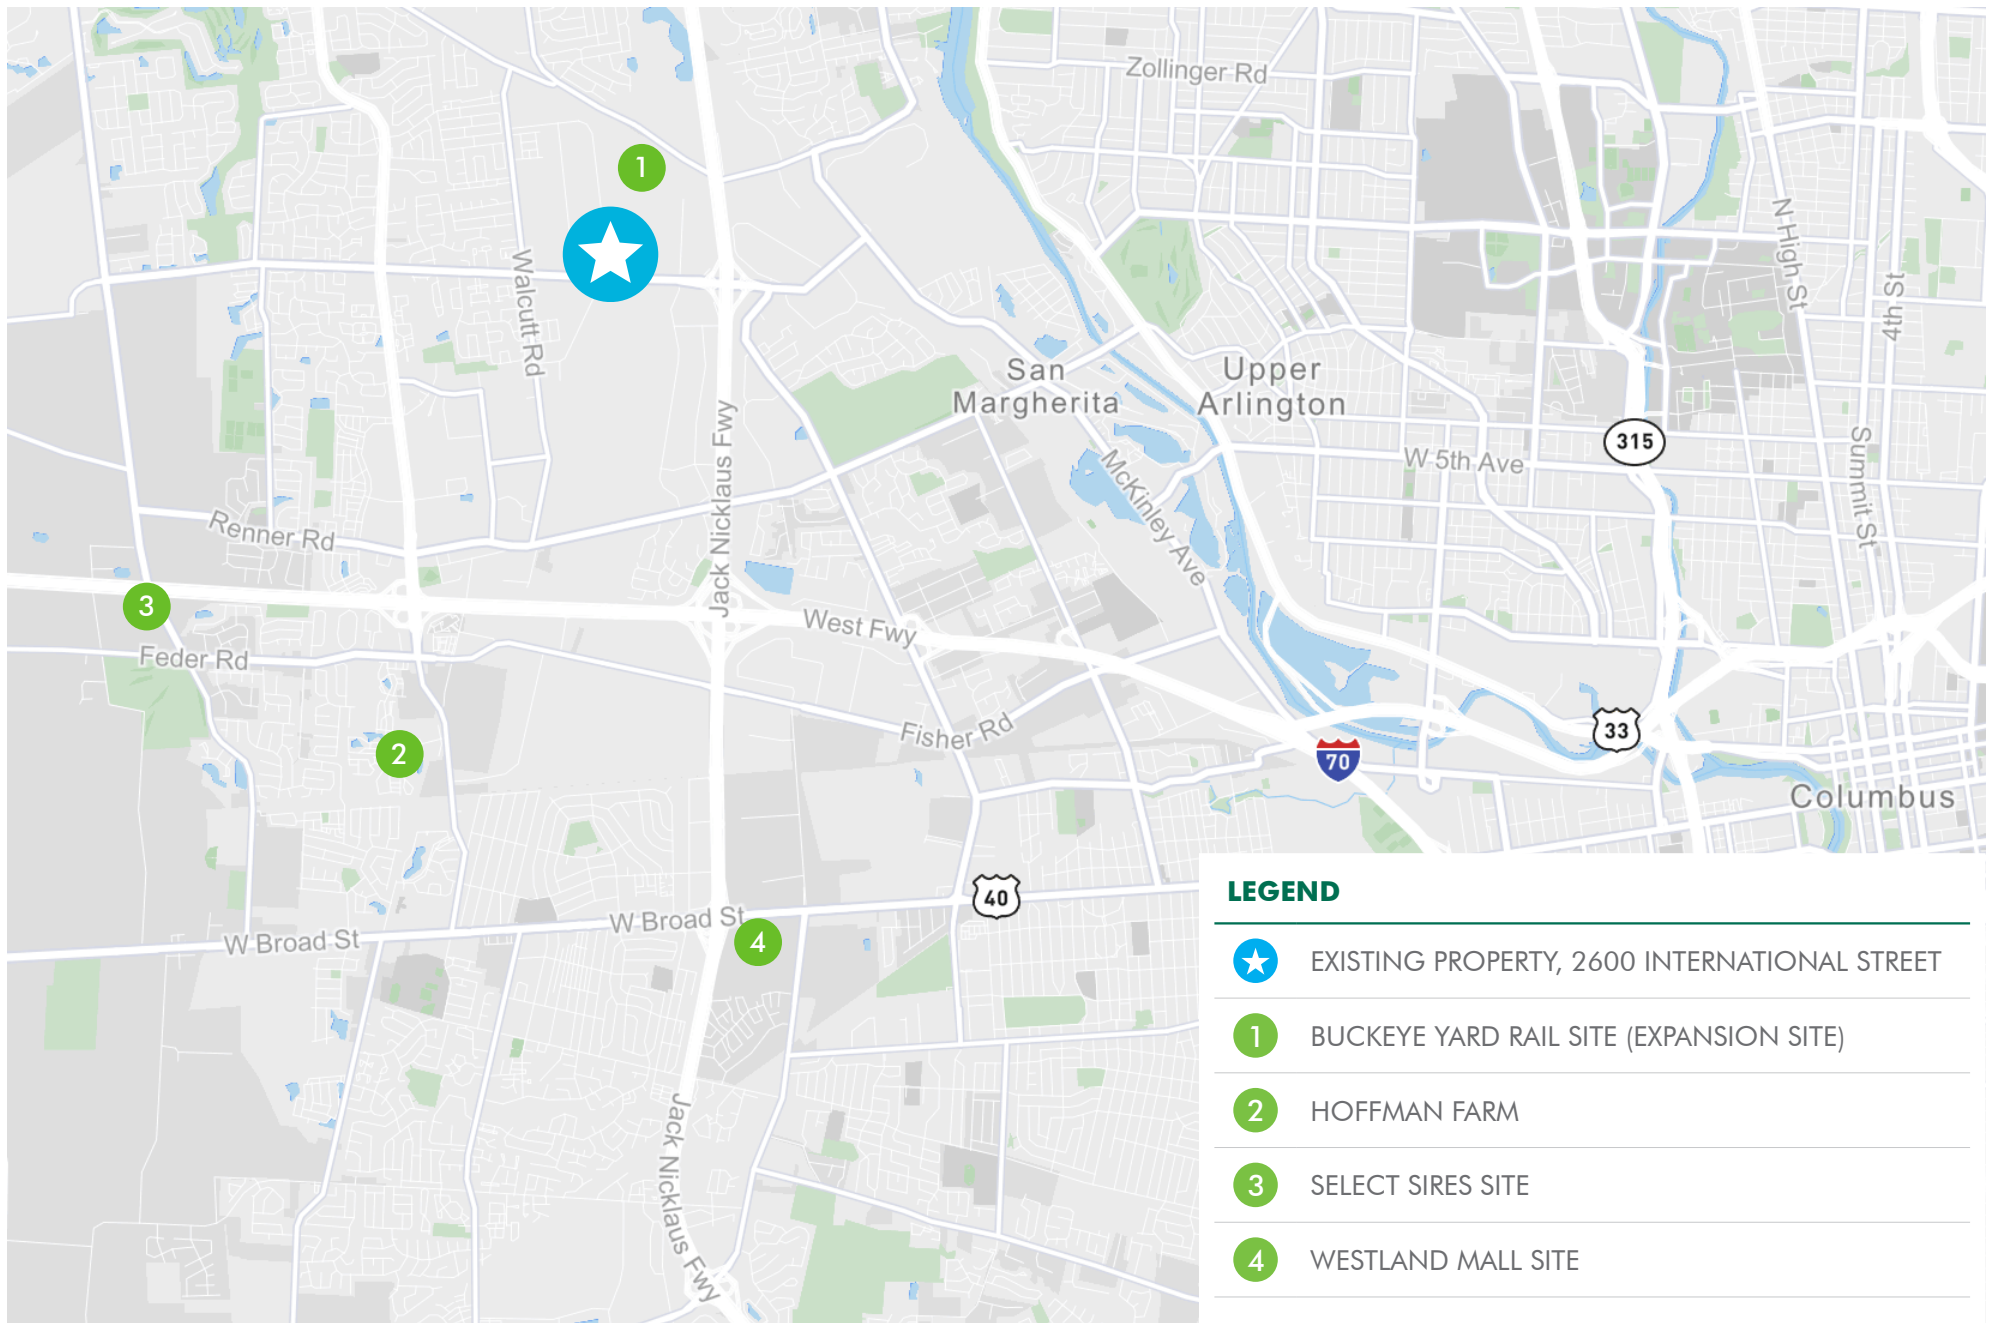 Zollinger Rd
1
N High St
Walcutt Rd
4th St
San
Margherita
Upper
Arlington
Jack Nicklaus Fwy
315
W 5th Ave
McKinley Ave
Summit St
Renner Rd
3
West Fwy
Feder Rd
Fisher Rd
33
2
70
Columbus
40
W Broad St
4
W Broad St
Jack Nicklaus Fwy
LEGEND
EXISTING PROPERTY, 2600 INTERNATIONAL STREET
1 BUCKEYE YARD RAIL SITE (EXPANSION SITE)
2 HOFFMAN FARM
3 SELECT SIRES SITE
4 WESTLAND MALL SITE